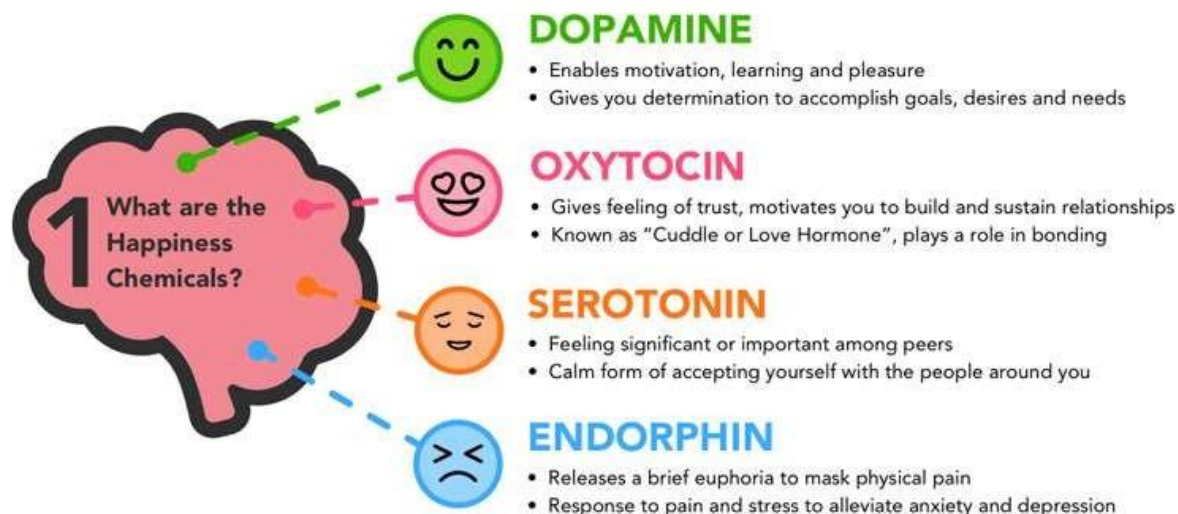 1
What are the
Happiness
Chemicals?
DOPAMINE
• Enables motivation, learning and pleasure
• Gives you determination to accomplish goals, desires and needs
OXYTOCIN
• Gives feeling of trust, motivates you to build and sustain relationships
• Known as “Cuddle or Love Hormone”, plays a role in bonding
SEROTONIN
• Feeling significant or important among peers
• Calm form of accepting yourself with the people around you
ENDORPHIN
• Releases a brief euphoria to mask physical pain
• Response to pain and stress to alleviate anxiety and depression